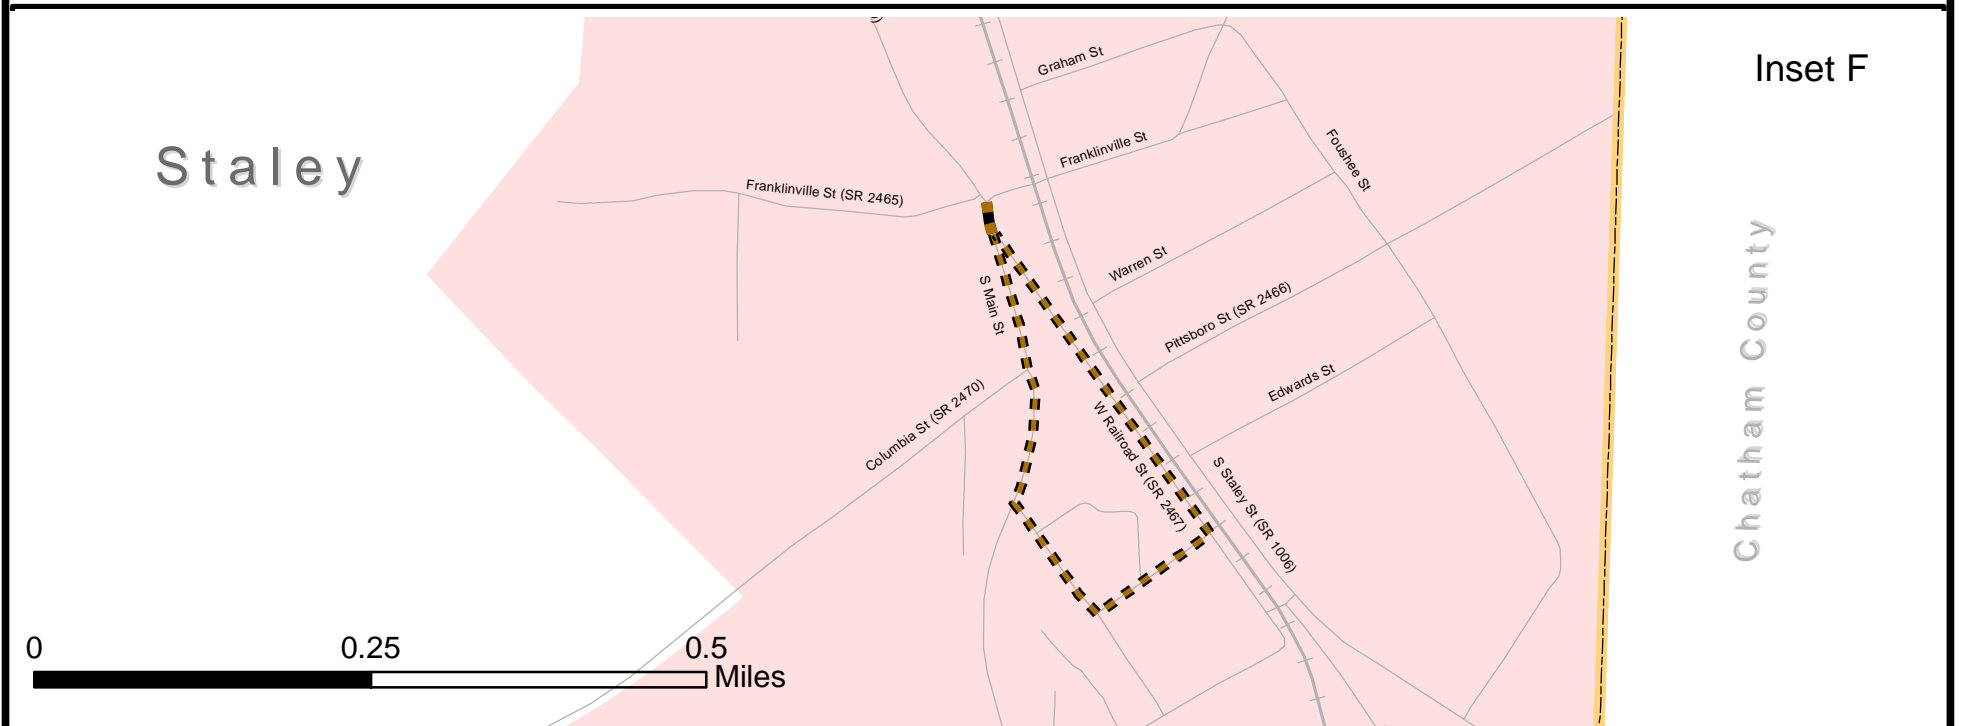 Inset F
Staley
Graham St
Franklinville St
Foushee St
Franklinville St (SR 2465)
Warren St
S Main St
Pittsboro St (SR 2466)
Chatham County
Edwards St
Columbia St (SR 2470)
W Railroad St (SR 2467)
S Staley St (SR 1006)
0 0.25 0.5
Miles